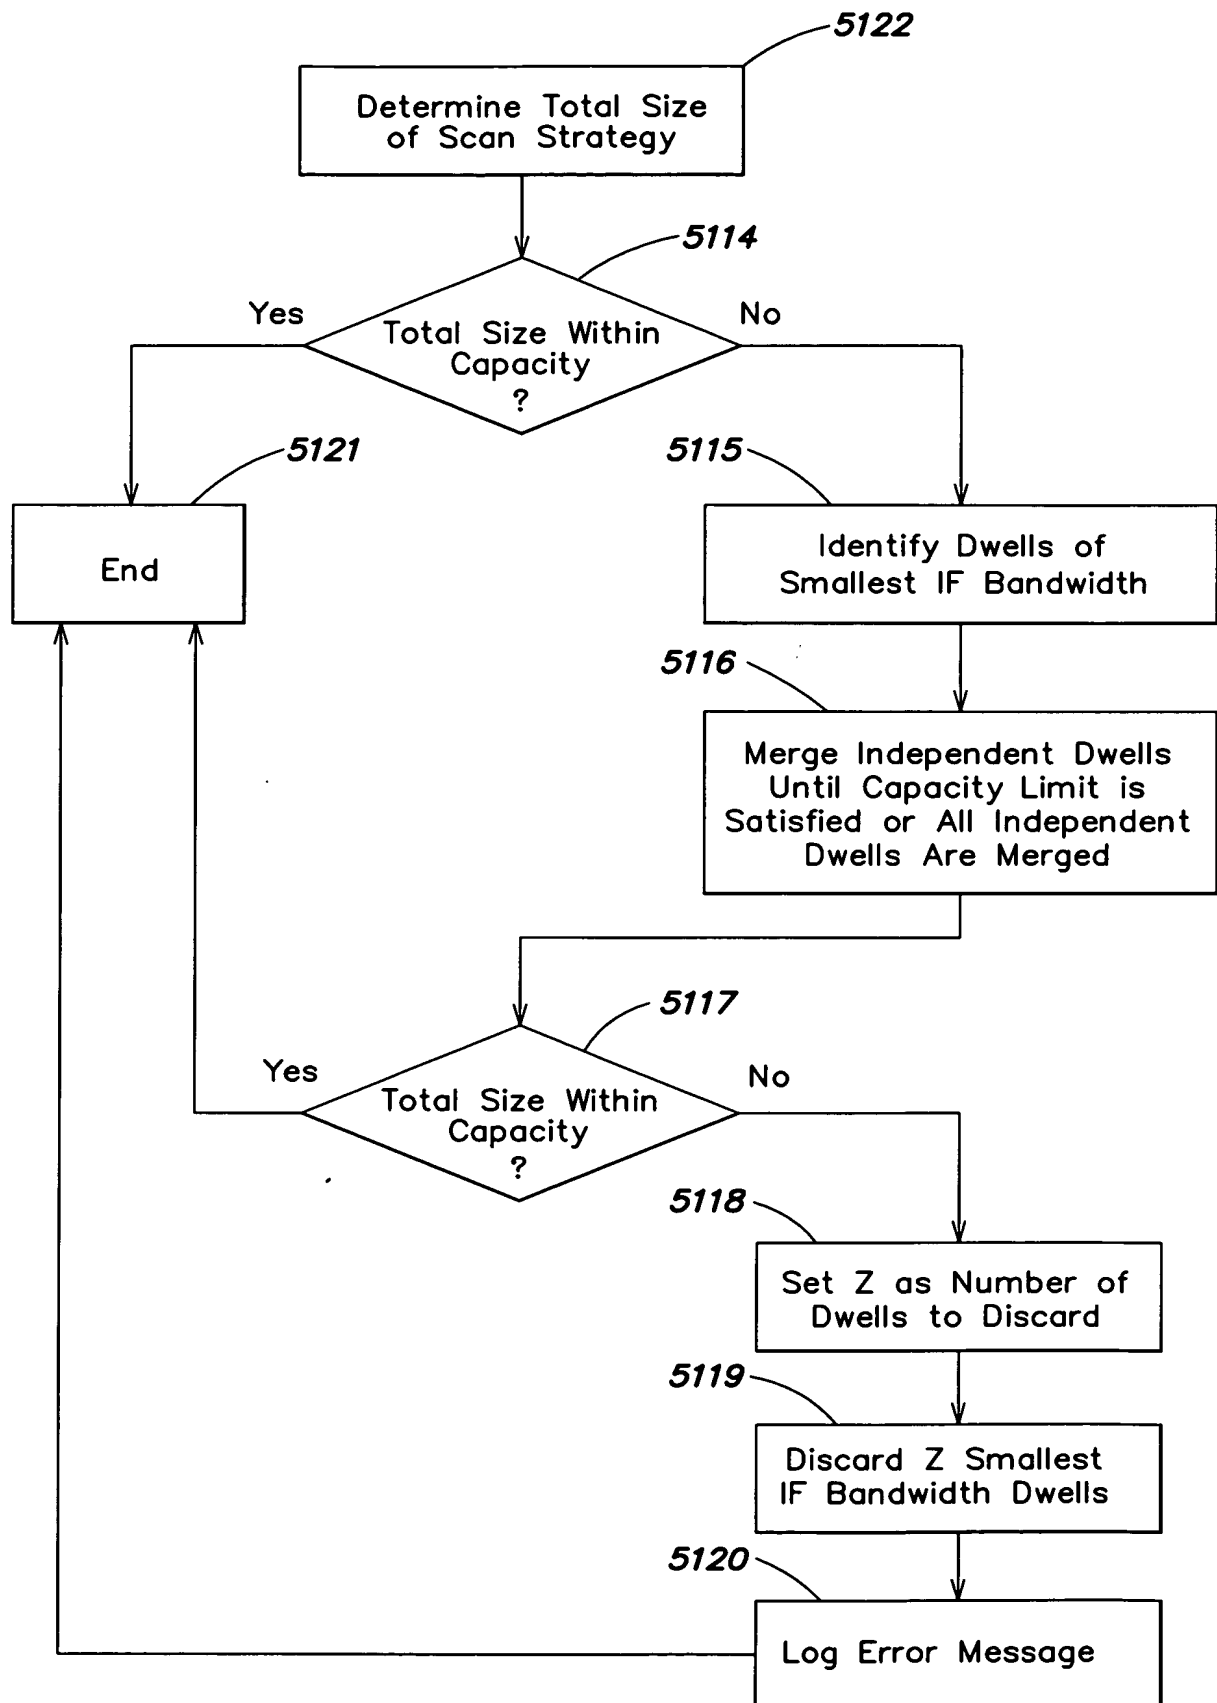 5122
Determine Total Size
of Scan Strategy
5114
Yes
No
Total Size Within
Capacity
?
5121
5115
End
Identify Dwells of
Smallest IF Bandwidth
5116
Merge Independent Dwells
Until Capacity Limit is
Satisfied or All Independent
Dwells Are Merged
5117
Yes
No
Total Size Within
Capacity
?
5118
Set Z as Number of
Dwells to Discard
5119
Discard Z Smallest
IF Bandwidth Dwells
5120
Log Error Message